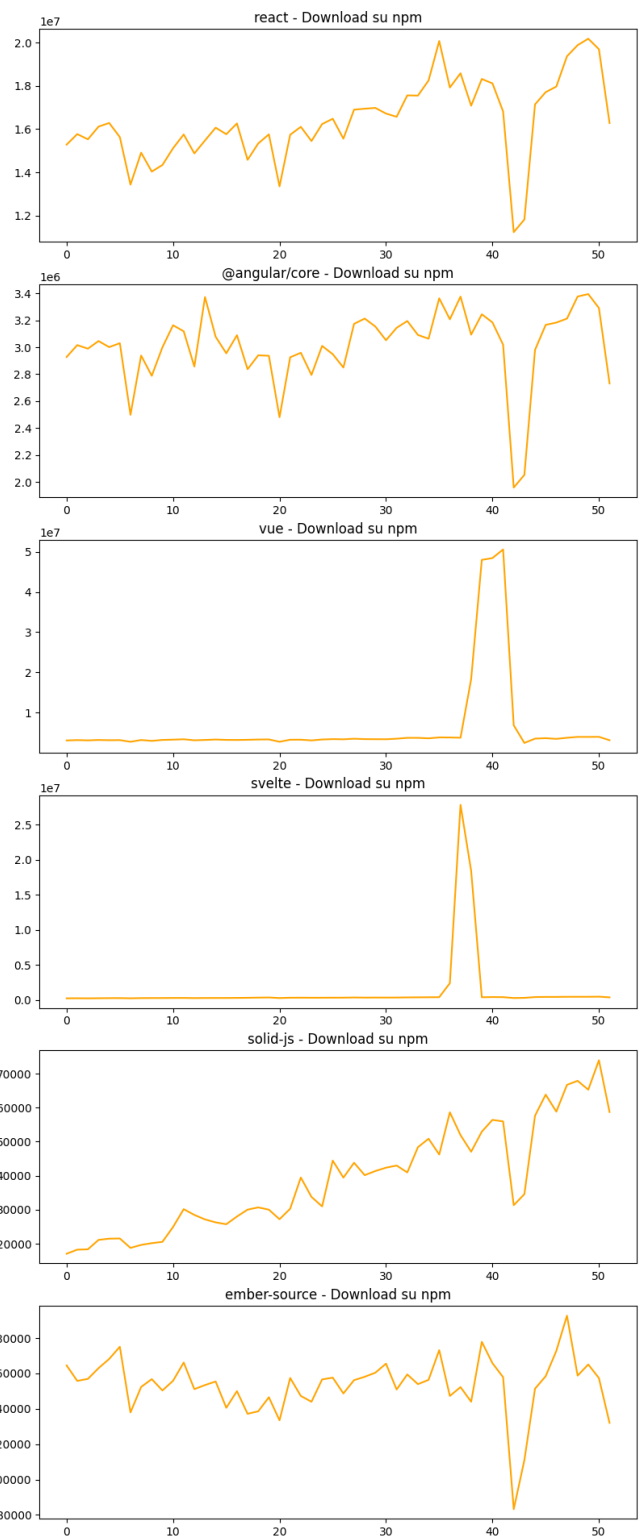 react - Download su npm
1e7
2.0
1.8
1.6
1.4
1.2
0 10 20 30 40 50
@angular/core - Download su npm
1e6
3.4
3.2
3.0
2.8
2.6
2.4
2.2
2.0
0 10 20 30 40 50
vue - Download su npm
1e7
5
4
3
2
1
0 10 20 30 40 50
svelte - Download su npm
1e7
2.5
2.0
1.5
1.0
0.5
0.0
0 10 20 30 40 50
solid-js - Download su npm
70000
60000
50000
40000
30000
20000
0 10 20 30 40 50
ember-source - Download su npm
80000
60000
40000
20000
00000
80000
0 10 20 30 40 50